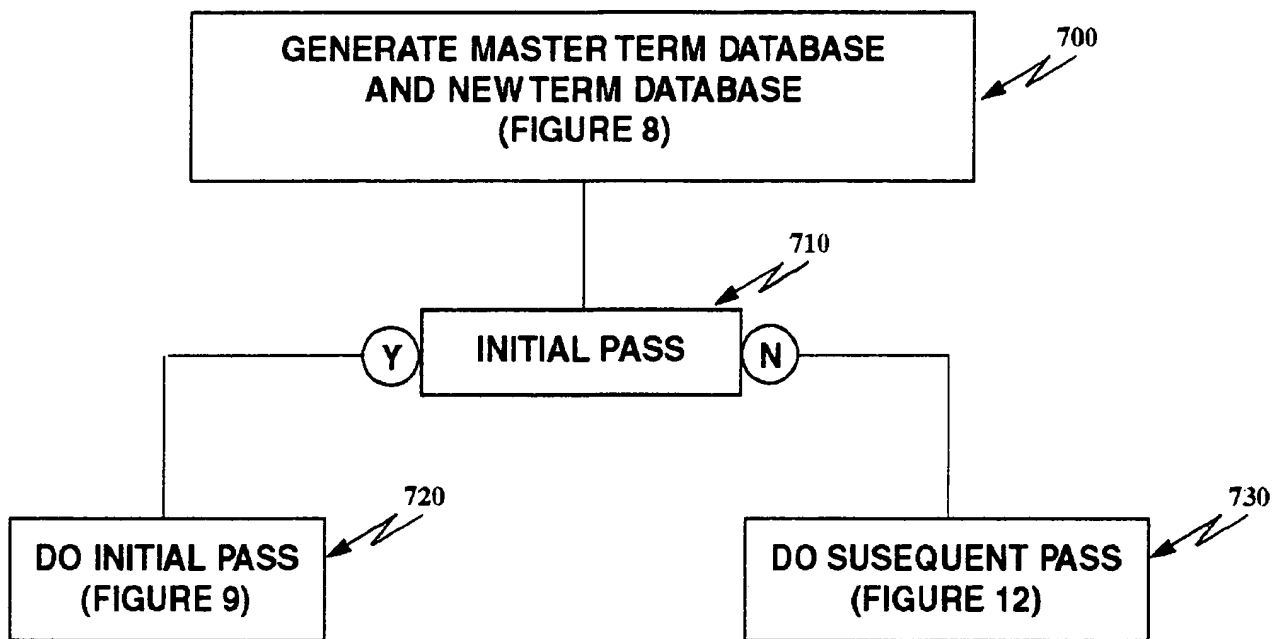 GENERATE MASTER TERM DATABASE
AND NEW TERM DATABASE
(FIGURE 8)
700
710
Y
INITIAL PASS
N
720
DO INITIAL PASS
(FIGURE 9)
730
DO SUSEQUENT PASS
(FIGURE 12)